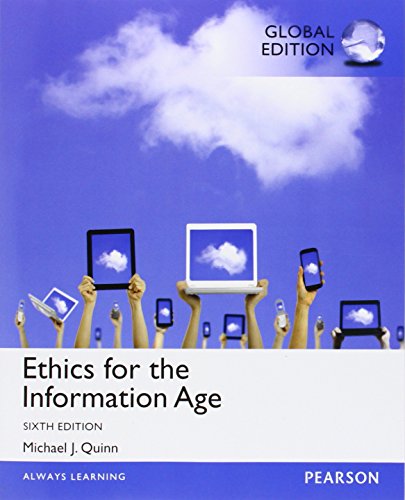 GLOBAL
EDITION
Ethics for the
Information Age
SIXTH EDITION
Michael J. Quinn
ALWAYS LEARNING
PEARSON